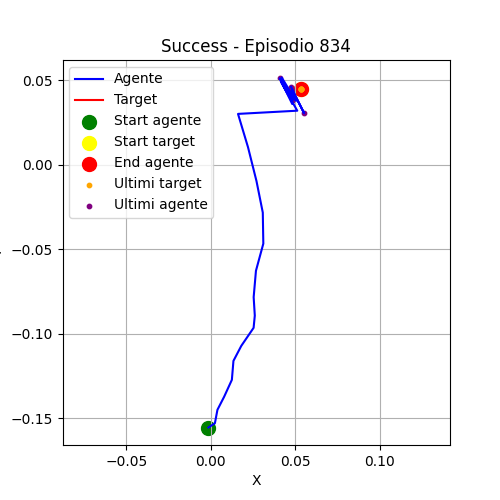 Success - Episodio 834
Agente
Target
Start agente
Start target
End agente
Ultimi target
Ultimi agente
0.05
0.00
−0.05
−0.10
−0.15
−0.05
0.00
0.05
0.10
X